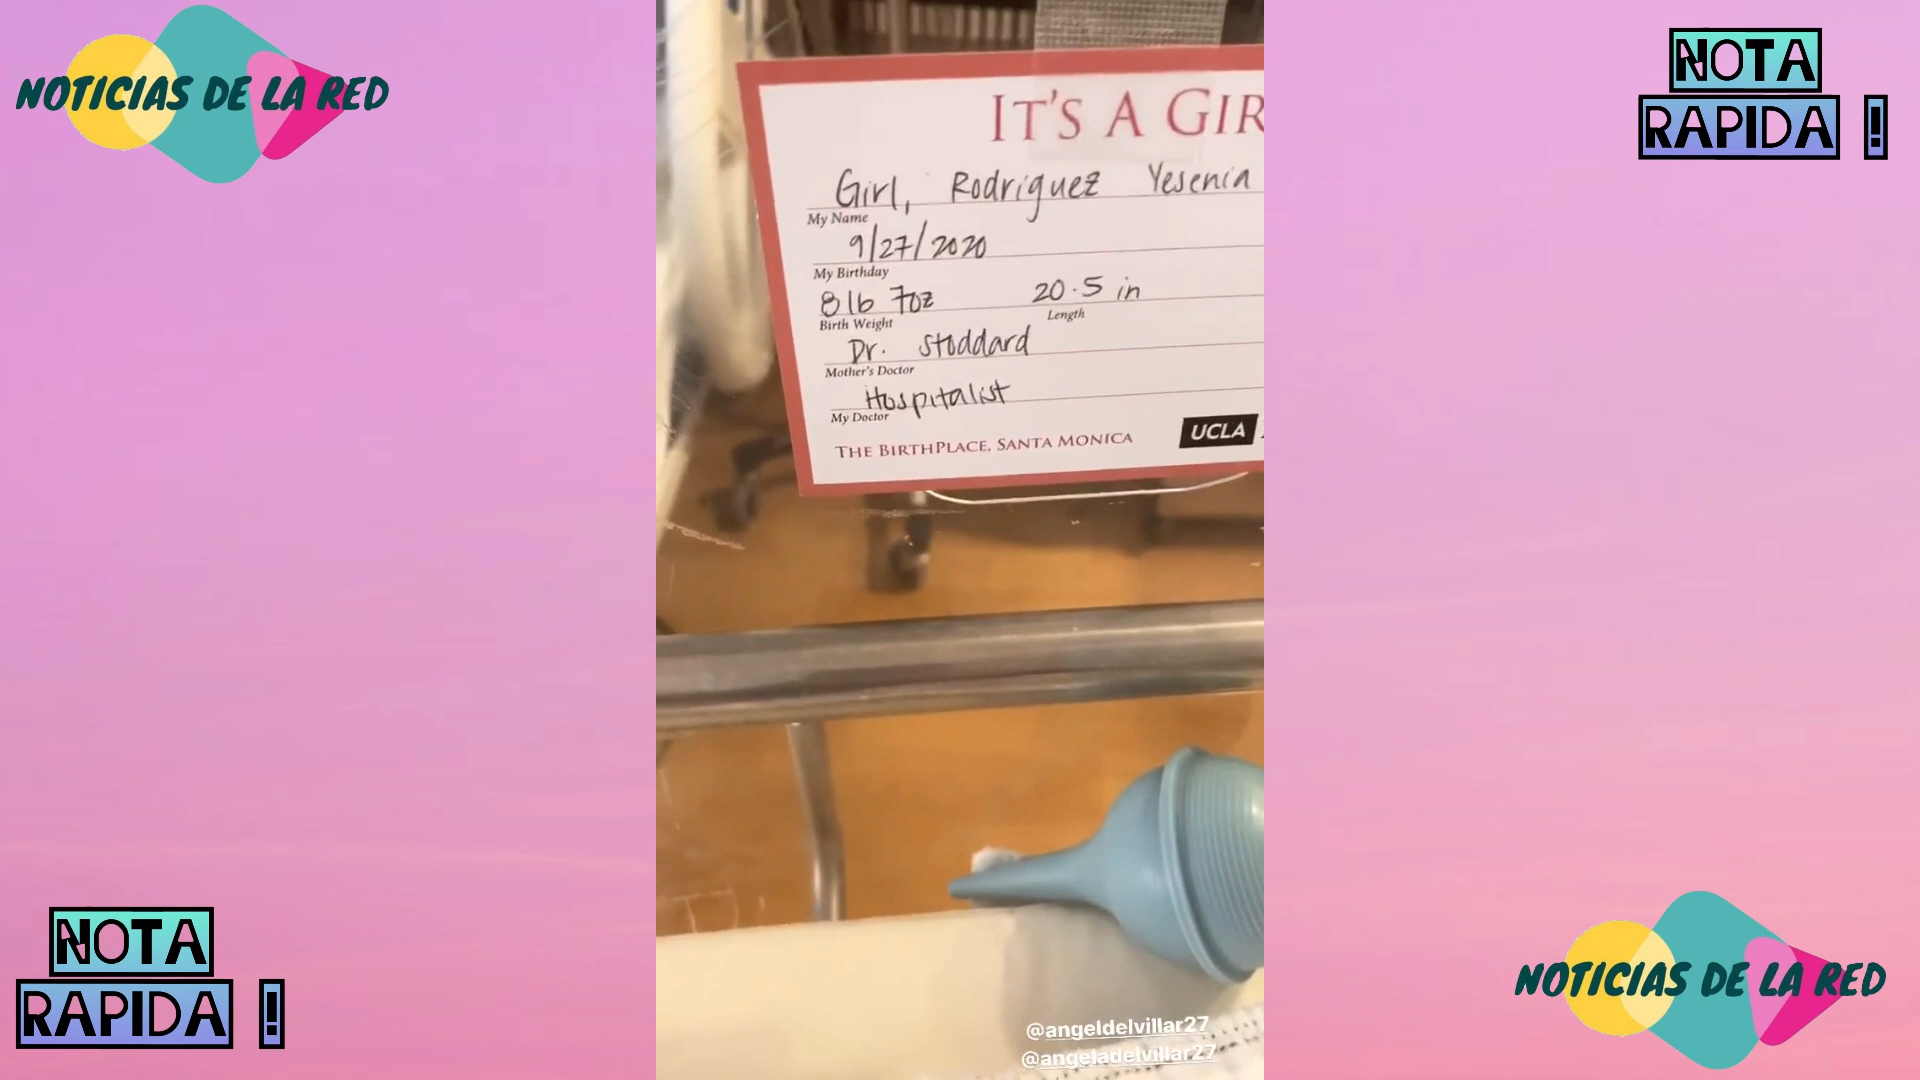 NOTICIAS DE LA RED
NOTA
RAPIDA !
IT'S A GIR
Girl, Rodriguez Yesenia
My Name
9/27/2020
My Birthday
8lb 7oz 20.5 in
Birth Weight Length
Dr. Stoddard
Mother's Doctor
Hospitalist
My Doctor
THE BIRTHPLACE, SANTA MONICA UCLA
NOTA
RAPIDA !
NOTICIAS DE LA RED
@angeldelvillar27
@angeladelvillar27